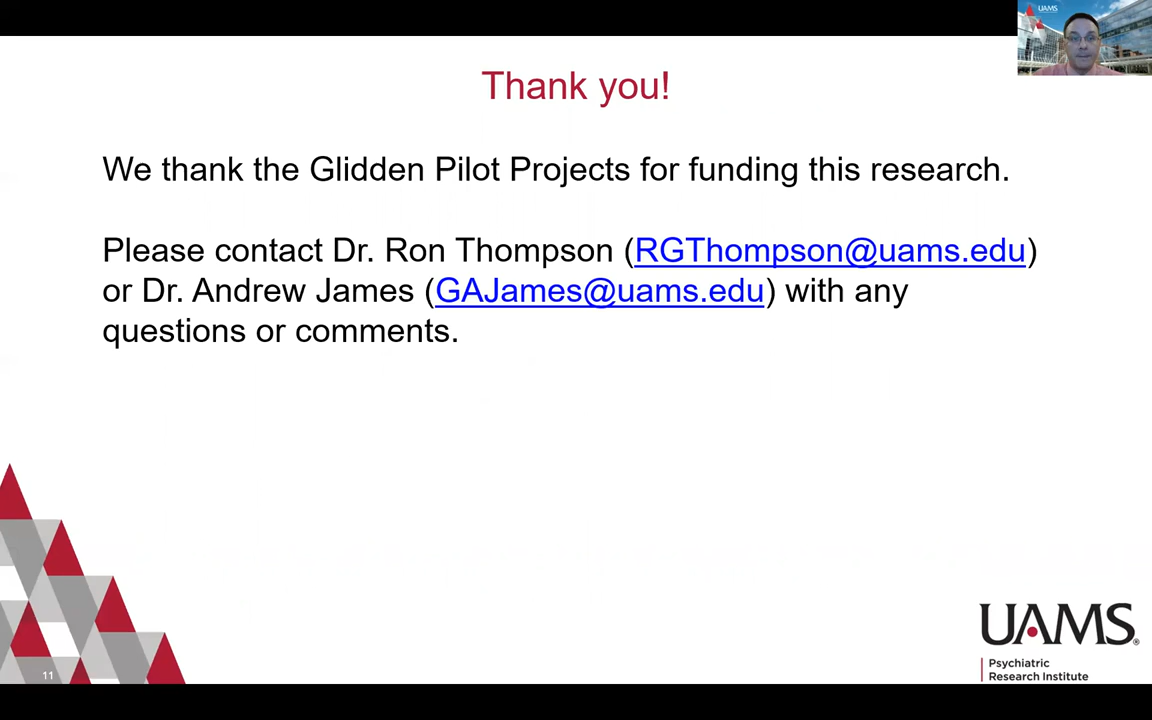 UAMS
Thank you!
We thank the Glidden Pilot Projects for funding this research.
Please contact Dr. Ron Thompson (RGThompson@uams.edu)
or Dr. Andrew James (GAJames@uams.edu) with any
questions or comments.
UAMS®
Psychiatric
Research Institute
11